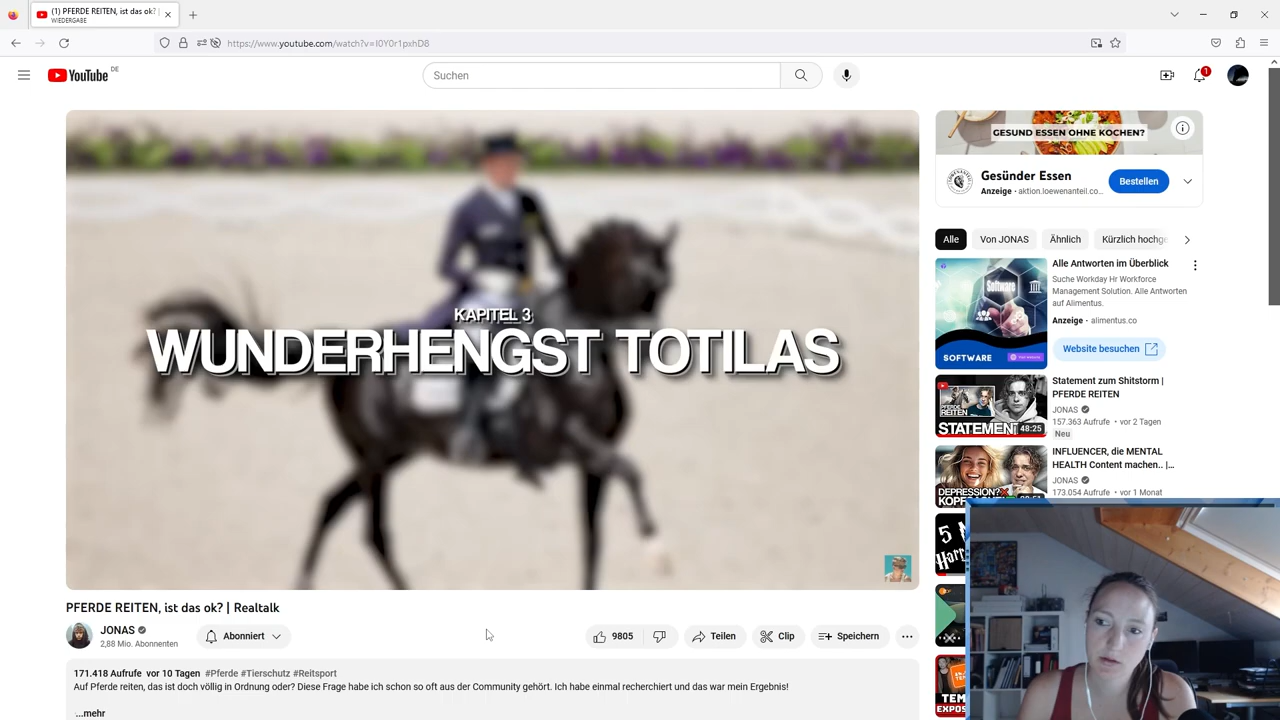 (1) PFERDE REITEN, ist das ok? |
WIEDERGABE
https://www.youtube.com/watch?v=I0Y0r1pxhD8
YouTube DE
Suchen
1
KAPITEL 3
WUNDERHENGST TOTILAS
PFERDE REITEN, ist das ok? | Realtalk
JONAS
2,88 Mio. Abonnenten
Abonniert
9805
Teilen
Clip
Speichern
171.418 Aufrufe vor 10 Tagen #Pferde #Tierschutz #Reitsport
Auf Pferde reiten, das ist doch völlig in Ordnung oder? Diese Frage habe ich schon so oft aus der Community gehört. Ich habe einmal recherchiert und das war mein Ergebnis!
...mehr
GESUND ESSEN OHNE KOCHEN?
Gesünder Essen
Anzeige · aktion.loewenanteil.co...
Bestellen
Alle
Von JONAS
Ähnlich
Kürzlich hochge
Alle Antworten im Überblick
Suche Workday Hr Workforce
Management Solution. Alle Antworten
auf Alimentus.
Anzeige · alimentus.co
Website besuchen
Software
SOFTWARE
Statement zum Shitstorm |
PFERDE REITEN
JONAS
157.363 Aufrufe · vor 2 Tagen
Neu
PFERDE
REITEN
STATEMENT
48:25
INFLUENCER, die MENTAL
HEALTH Content machen.. |...
JONAS
173.054 Aufrufe · vor 1 Monat
DEPRESSION?
5